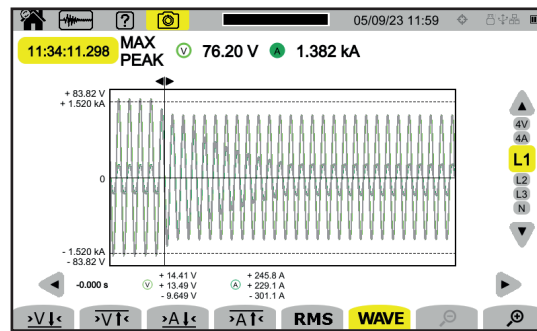 ? 05/09/23 11:59
11:34:11.298 MAX PEAK V 76.20 V A 1.382 kA
+ 83.82 V
+ 1.520 kA
4V
4A
L1
0
L2
L3
N
- 1.520 kA
- 83.82 V
-0.000 s V + 14.41 V A + 245.8 A
+ 13.49 V + 229.1 A
- 9.649 V - 301.1 A
>V↓< >V↑< >A↓< >A↑< RMS WAVE